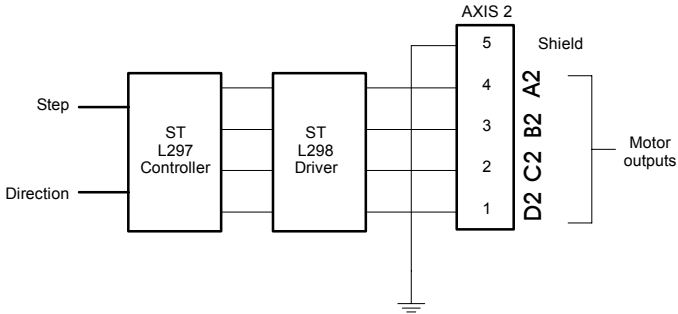 AXIS 2
5
Shield
4
A2
3
B2
2
C2
1
D2
Step
Direction
ST
L297
Controller
ST
L298
Driver
Motor
outputs